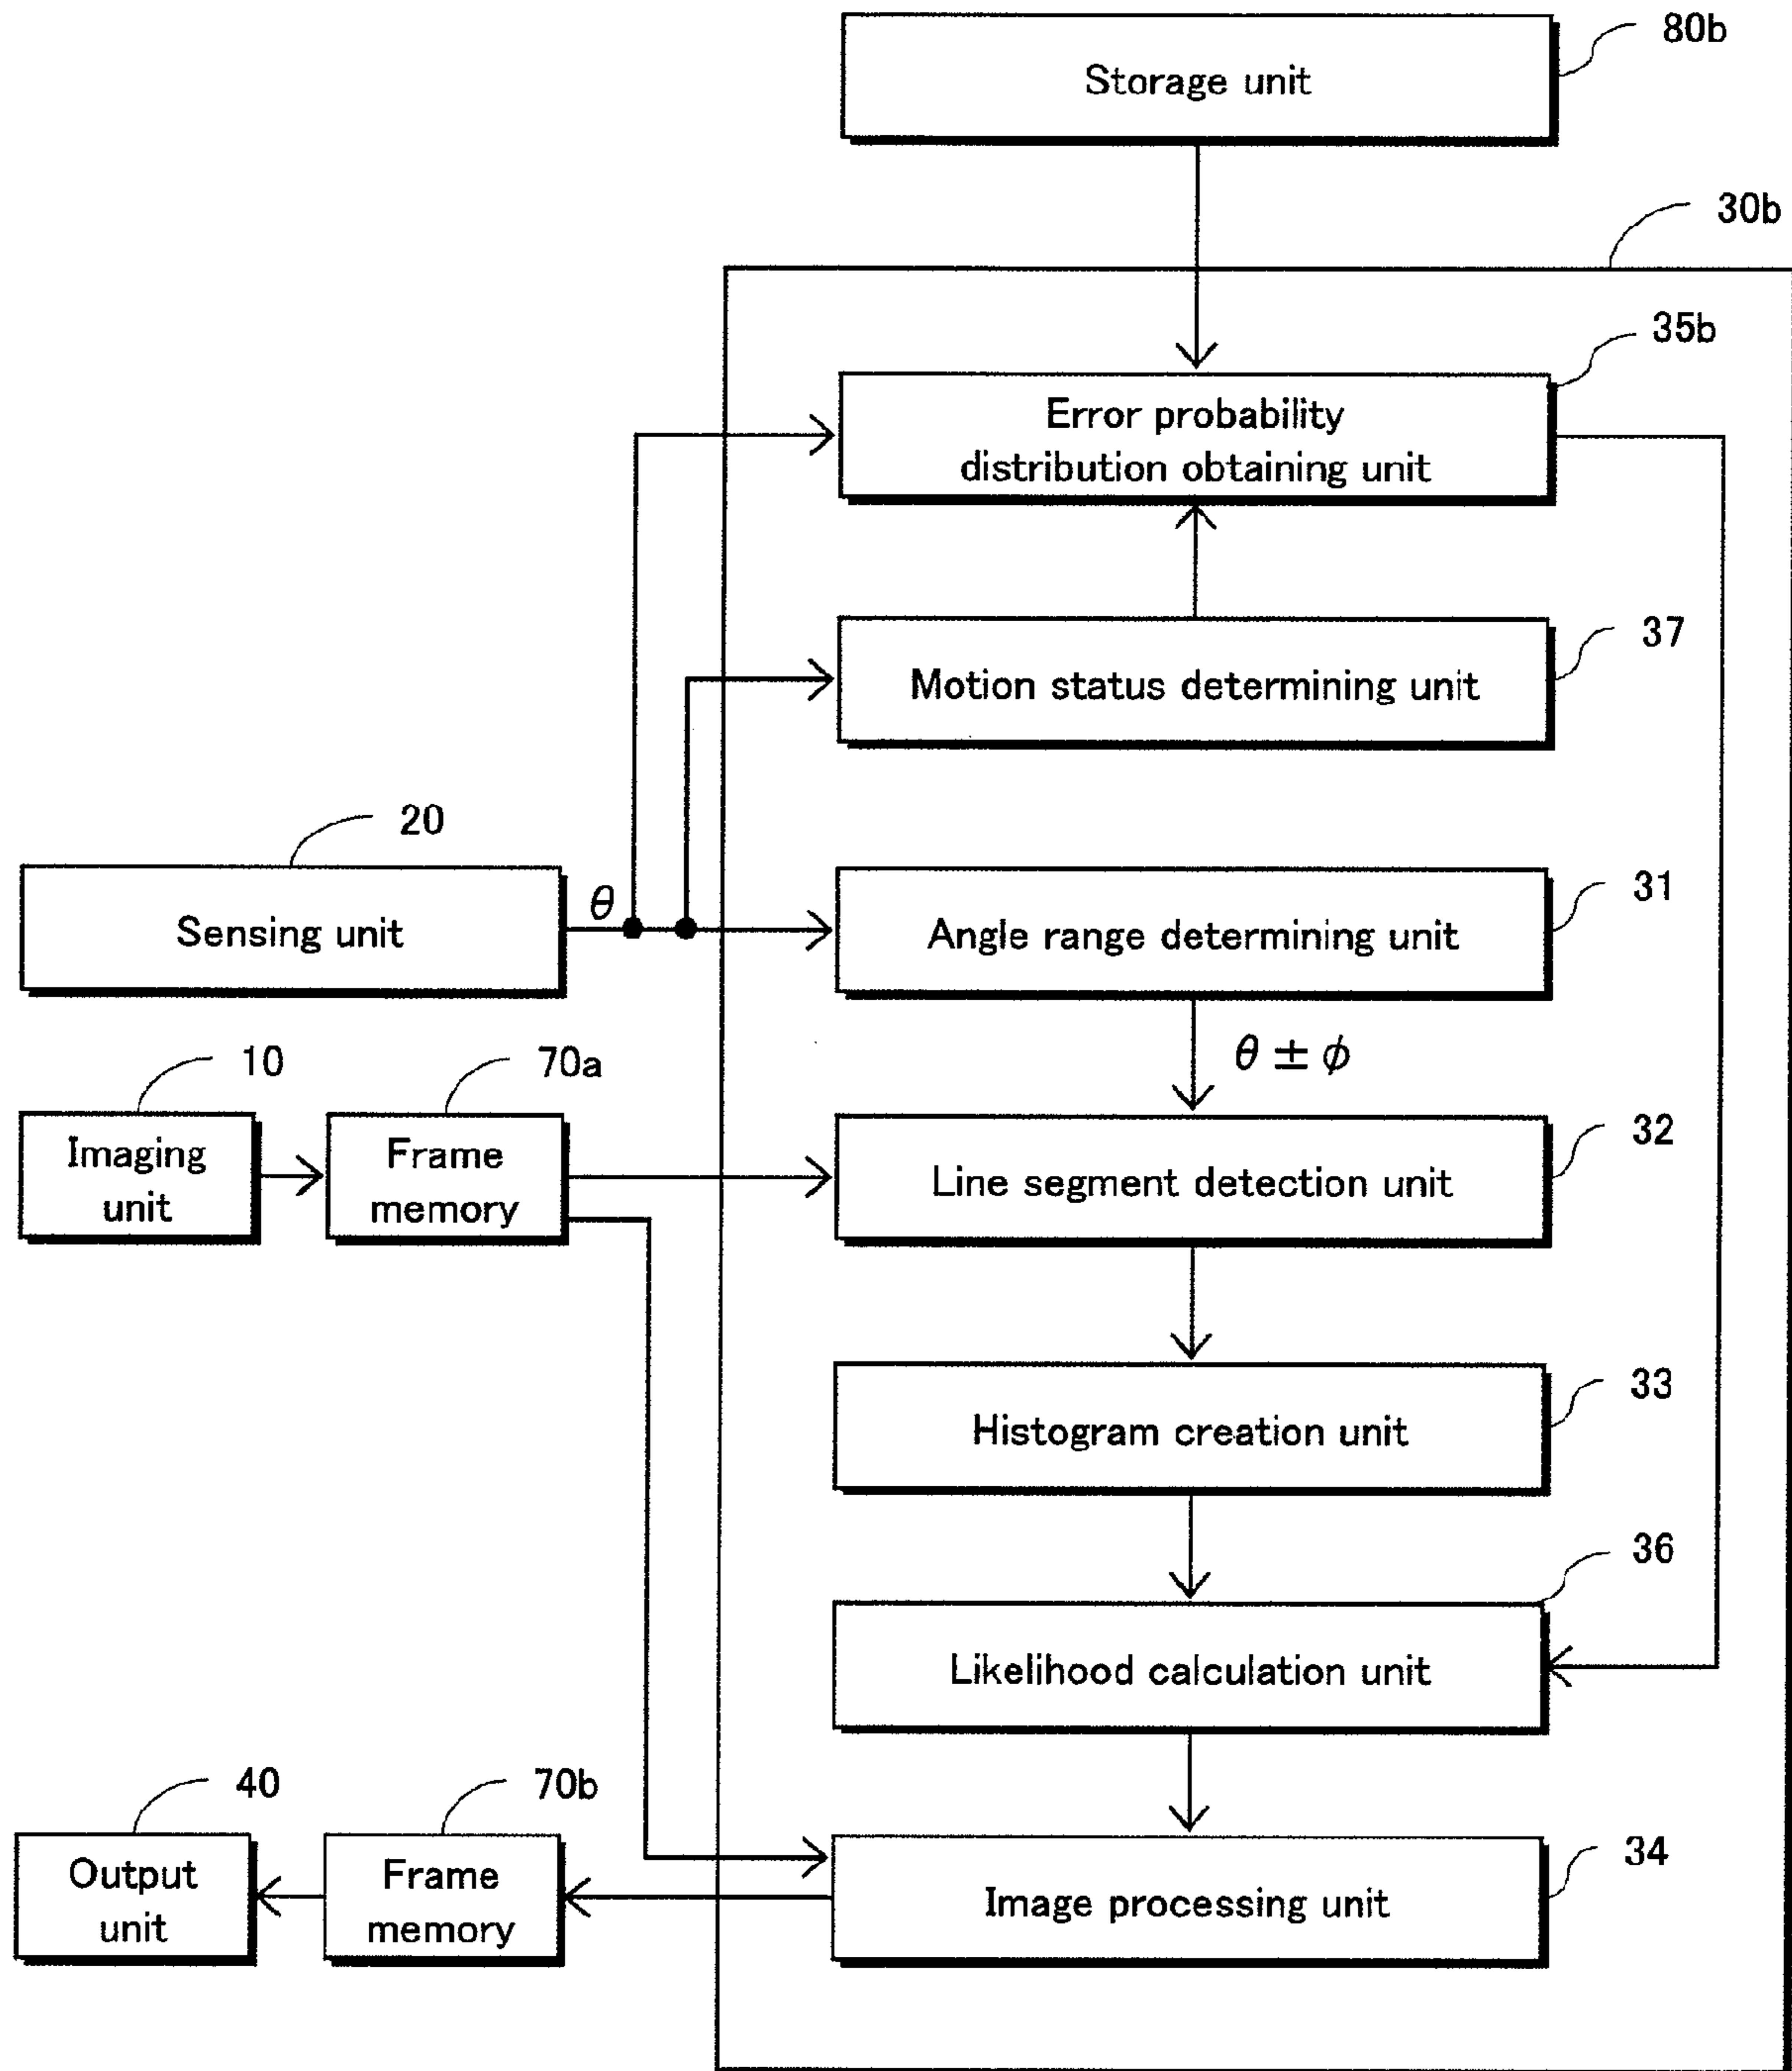 80b
Storage unit
30b
35b
Error probability
distribution obtaining unit
37
Motion status determining unit
20
Sensing unit
θ
31
Angle range determining unit
θ ± ϕ
10
Imaging
unit
70a
Frame
memory
32
Line segment detection unit
33
Histogram creation unit
36
Likelihood calculation unit
40
Output
unit
70b
Frame
memory
34
Image processing unit